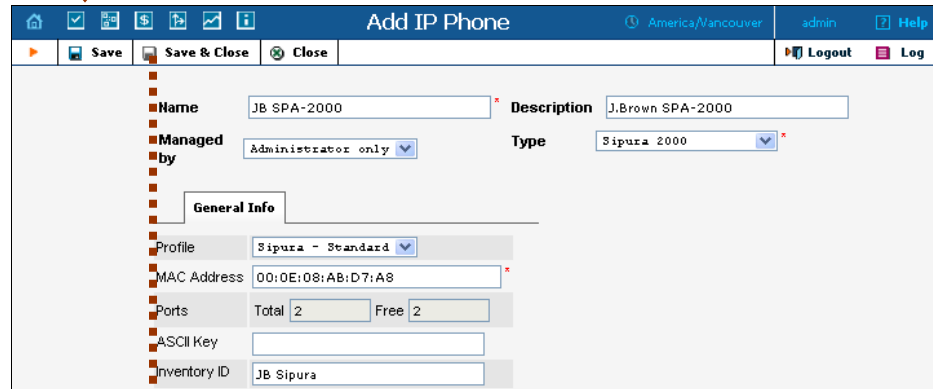 Add IP Phone America/Vancouver admin ? Help
Save Save & Close Close Logout Log
Name JB SPA-2000 * Description J.Brown SPA-2000
Managed by Administrator only Type Sipura 2000 *
General Info
Profile Sipura - Standard
MAC Address 00:0E:08:AB:D7:A8 *
Ports Total 2 Free 2
ASCII Key
Inventory ID JB Sipura